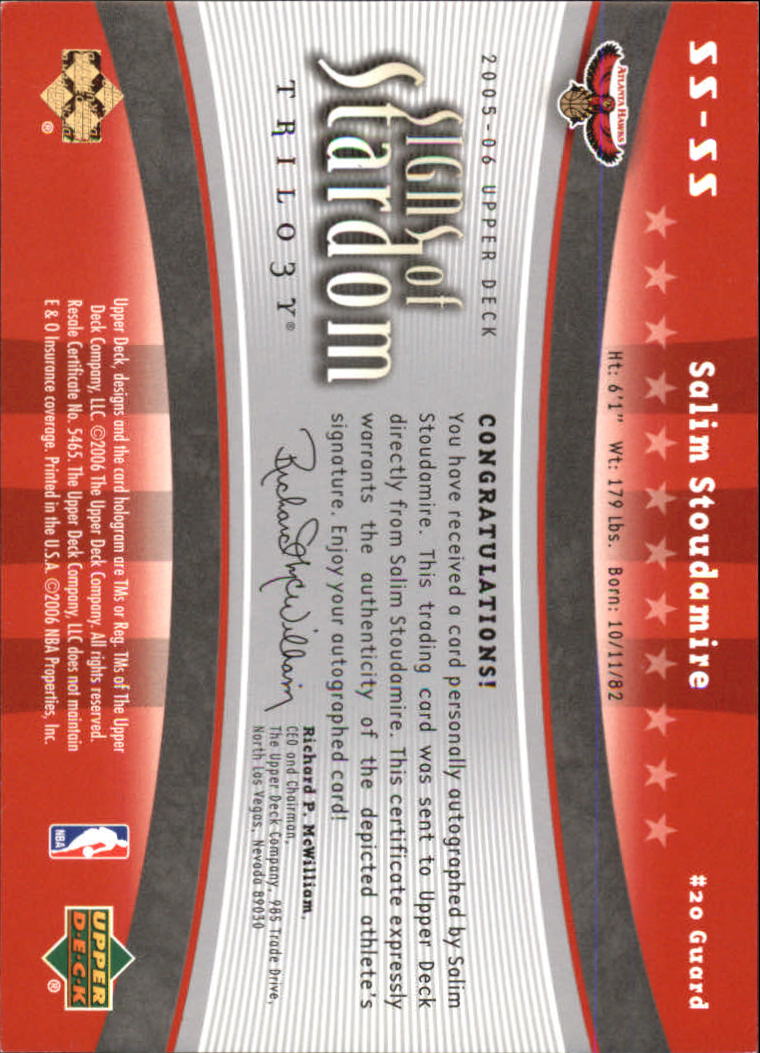 SS-SS
Salim Stoudamire
#20 Guard
Ht: 6'1" Wt: 179 lbs. Born: 10/11/82
ATLANTA HAWKS
2005-06 UPPER DECK
Signs of
Stardom
TRILO3Y®
CONGRATULATIONS!
You have received a card personally autographed by Salim
Stoudamire. This trading card was sent to Upper Deck
directly from Salim Stoudamire. This certificate expressly
warrants the authenticity of the depicted athlete's
signature. Enjoy your autographed card!
Richard P. McWilliam
Richard P. McWilliam,
CEO and Chairman,
The Upper Deck Company, 985 Trade Drive,
North Las Vegas, Nevada 89030
Upper Deck, designs and the card hologram are TMs or Reg. TMs of The Upper
Deck Company, LLC ©2006 The Upper Deck Company. All rights reserved.
Resale Certificate No. 5465. The Upper Deck Company, LLC does not maintain
E & O Insurance coverage. Printed in the U.S.A. ©2006 NBA Properties, Inc.
®
NBA
UPPER
D·E·C·K
®